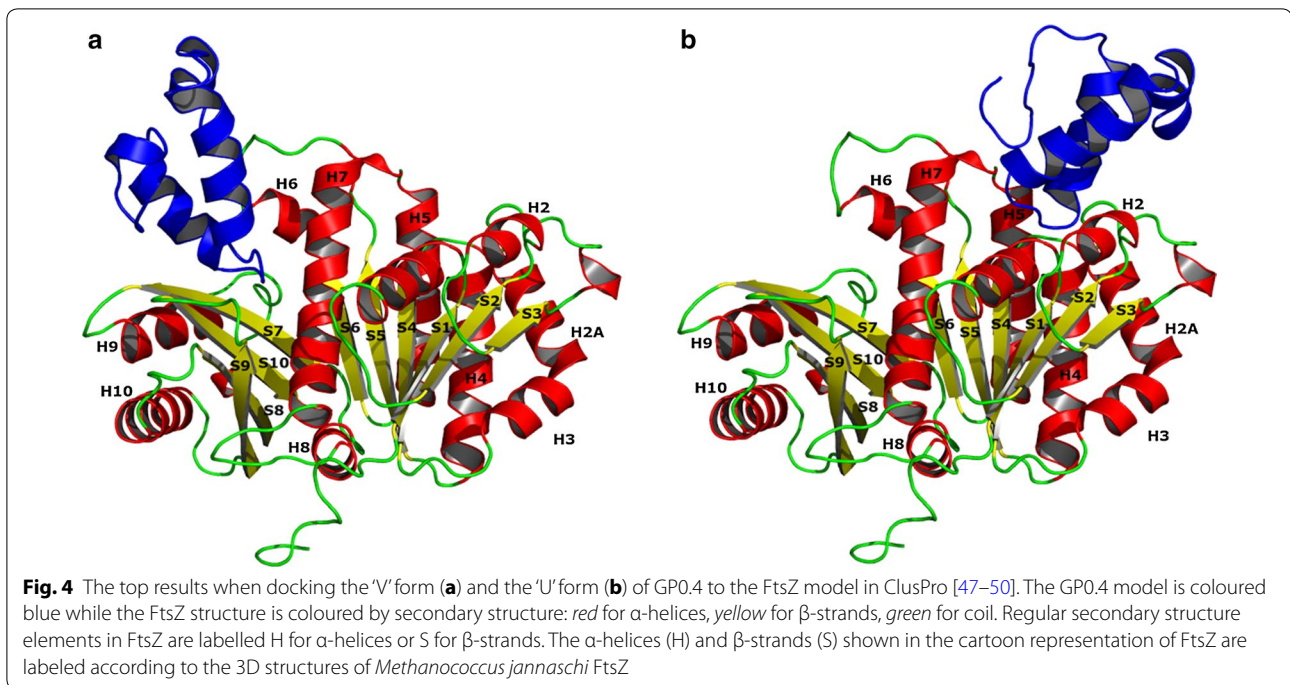 a
b
H6
H7
H5
H2
S2
S3
S1
S4
S5
S6
S7
H2A
H9
S9
S10
H10
S8
H4
H8
H3
H6
H7
H5
H2
S2
S3
S1
S4
S5
S6
S7
H2A
H9
S9
S10
H10
S8
H4
H8
H3
Fig. 4 The top results when docking the ‘V’ form (a) and the ‘U’ form (b) of GP0.4 to the FtsZ model in ClusPro [47–50]. The GP0.4 model is coloured
blue while the FtsZ structure is coloured by secondary structure: red for α-helices, yellow for β-strands, green for coil. Regular secondary structure
elements in FtsZ are labelled H for α-helices or S for β-strands. The α-helices (H) and β-strands (S) shown in the cartoon representation of FtsZ are
labeled according to the 3D structures of Methanococcus jannaschi FtsZ